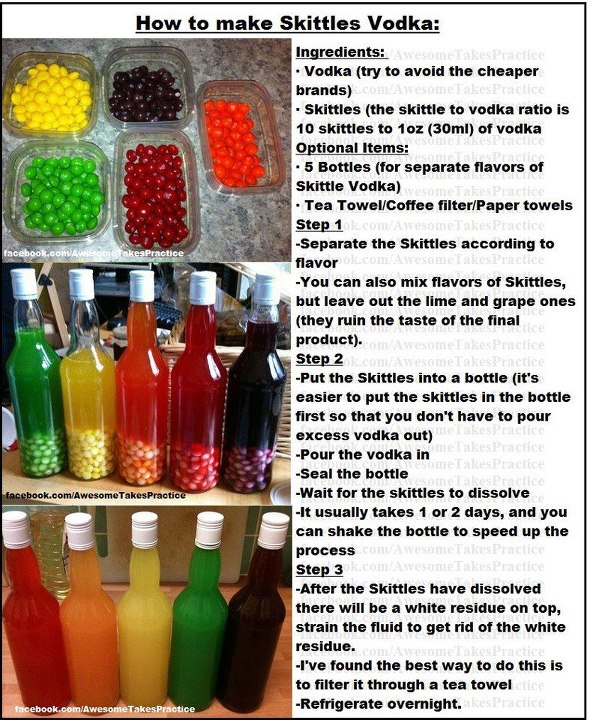 How to make Skittles Vodka:
Ingredients:
· Vodka (try to avoid the cheaper
brands)
· Skittles (the skittle to vodka ratio is
10 skittles to 1oz (30ml) of vodka
Optional Items:
· 5 Bottles (for separate flavors of
Skittle Vodka)
· Tea Towel/Coffee filter/Paper towels
Step 1
-Separate the Skittles according to
flavor
-You can also mix flavors of Skittles,
but leave out the lime and grape ones
(they ruin the taste of the final
product).
Step 2
-Put the Skittles into a bottle (it's
easier to put the skittles in the bottle
first so that you don't have to pour
excess vodka out)
-Pour the vodka in
-Seal the bottle
-Wait for the skittles to dissolve
-It usually takes 1 or 2 days, and you
can shake the bottle to speed up the
process
Step 3
-After the Skittles have dissolved
there will be a white residue on top,
strain the fluid to get rid of the white
residue.
-I've found the best way to do this is
to filter it through a tea towel
-Refrigerate overnight.
facebook.com/AwesomeTakesPractice
facebook.com/AwesomeTakesPractice
facebook.com/AwesomeTakesPractice